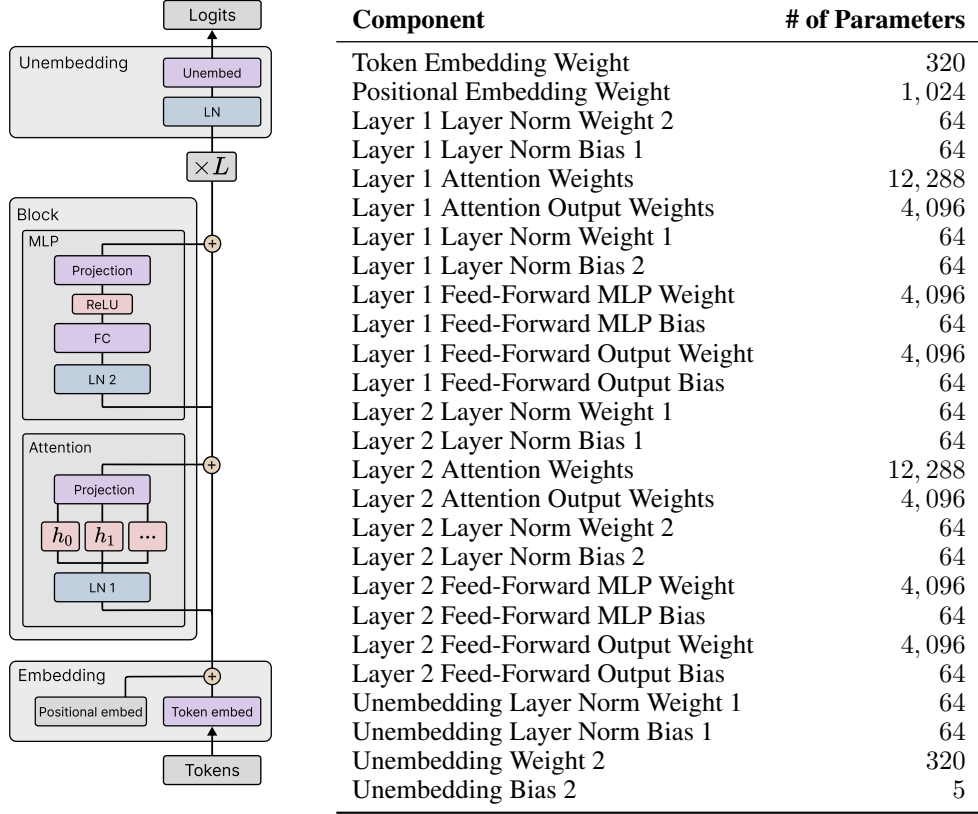 Logits
Unembedding
Unembed
LN
×L
Block
MLP
Projection
ReLU
FC
LN 2
Attention
Projection
h0 h1 ...
LN 1
Embedding
Positional embed Token embed
Tokens
Component # of Parameters
Token Embedding Weight 320
Positional Embedding Weight 1,024
Layer 1 Layer Norm Weight 2 64
Layer 1 Layer Norm Bias 1 64
Layer 1 Attention Weights 12,288
Layer 1 Attention Output Weights 4,096
Layer 1 Layer Norm Weight 1 64
Layer 1 Layer Norm Bias 2 64
Layer 1 Feed-Forward MLP Weight 4,096
Layer 1 Feed-Forward MLP Bias 64
Layer 1 Feed-Forward Output Weight 4,096
Layer 1 Feed-Forward Output Bias 64
Layer 2 Layer Norm Weight 1 64
Layer 2 Layer Norm Bias 1 64
Layer 2 Attention Weights 12,288
Layer 2 Attention Output Weights 4,096
Layer 2 Layer Norm Weight 2 64
Layer 2 Layer Norm Bias 2 64
Layer 2 Feed-Forward MLP Weight 4,096
Layer 2 Feed-Forward MLP Bias 64
Layer 2 Feed-Forward Output Weight 4,096
Layer 2 Feed-Forward Output Bias 64
Unembedding Layer Norm Weight 1 64
Unembedding Layer Norm Bias 1 64
Unembedding Weight 2 320
Unembedding Bias 2 5